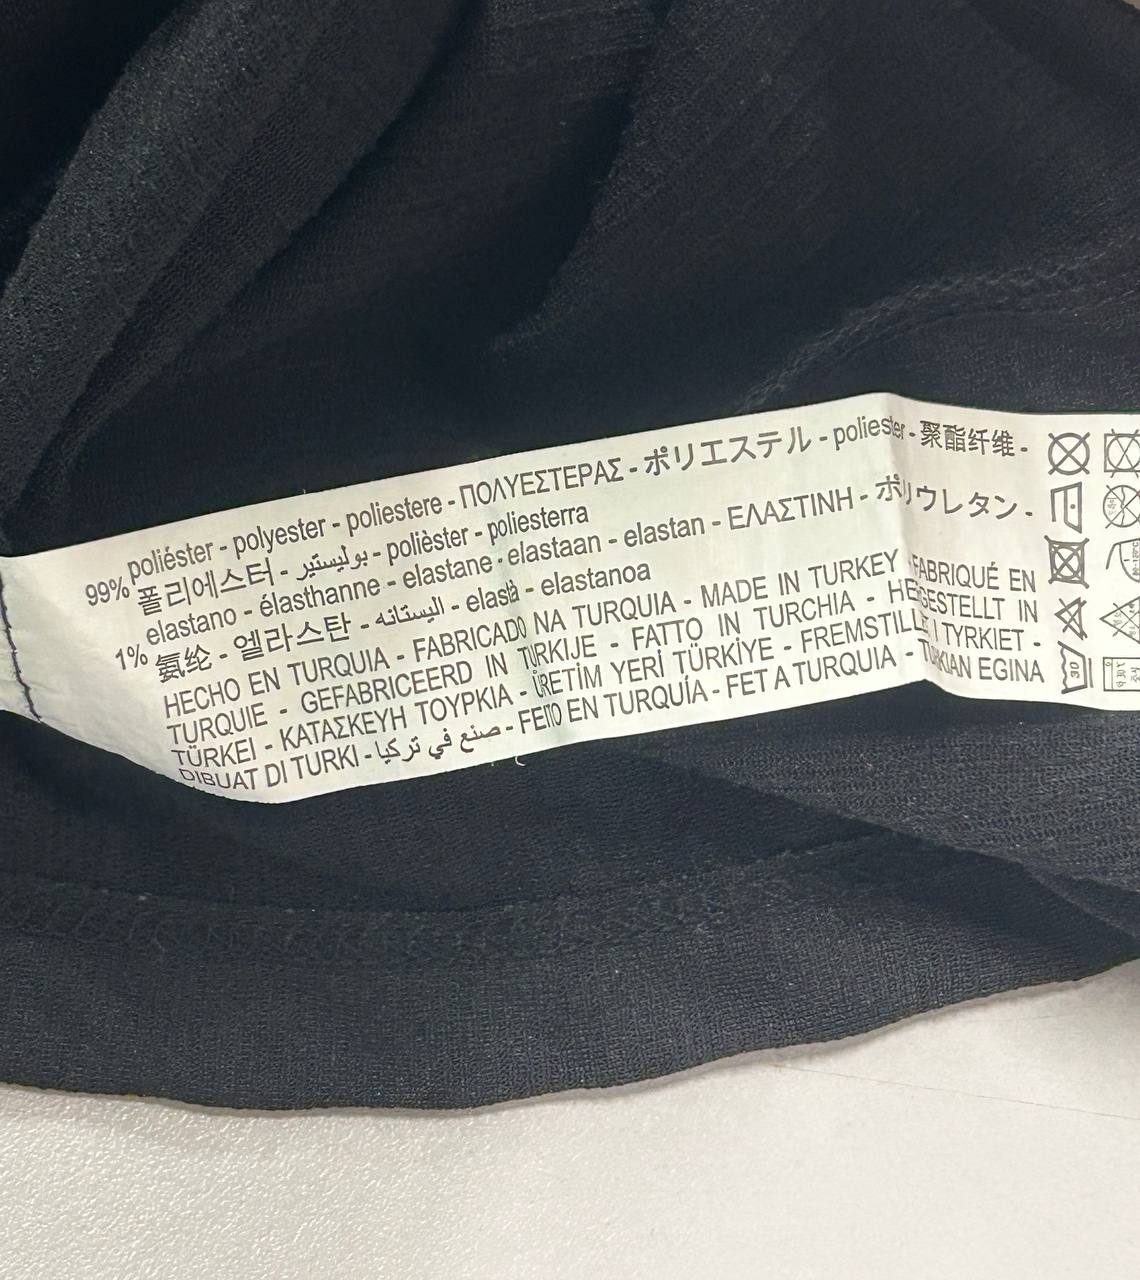 99% poliéster - polyester - poliestere - ΠΟΛΥΕΣΤΕΡΑΣ - ポリエステル - poliester - 聚酯纤维 -
폴리에스터 - بوليستير - polièster - poliesterra
1% elastano - élasthanne - elastane - elastaan - elastan - ΕΛΑΣΤΙΝΗ - ポリウレタン -
氨纶 - 엘라스탄 - اليستانه - elastà - elastanoa
HECHO EN TURQUIA - FABRICADO NA TURQUIA - MADE IN TURKEY - FABRIQUÉ EN
TURQUIE - GEFABRICEERD IN TURKIJE - FATTO IN TURCHIA - HERGESTELLT IN
TÜRKEI - ΚΑΤΑΣΚΕΥΗ ΤΟΥΡΚΙΑ - ÜRETİM YERİ TÜRKİYE - FREMSTILLET I TYRKIET -
DIBUAT DI TURKI - صنع في تركيا - FEITO EN TURQUÍA - FET A TURQUIA - TURKIAN EGINA
30